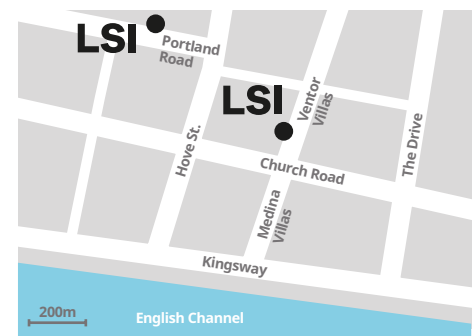 LSI
Portland
Road
LSI
Ventor
Villas
Hove St.
The Drive
Church Road
Medina
Villas
Kingsway
200m
English Channel